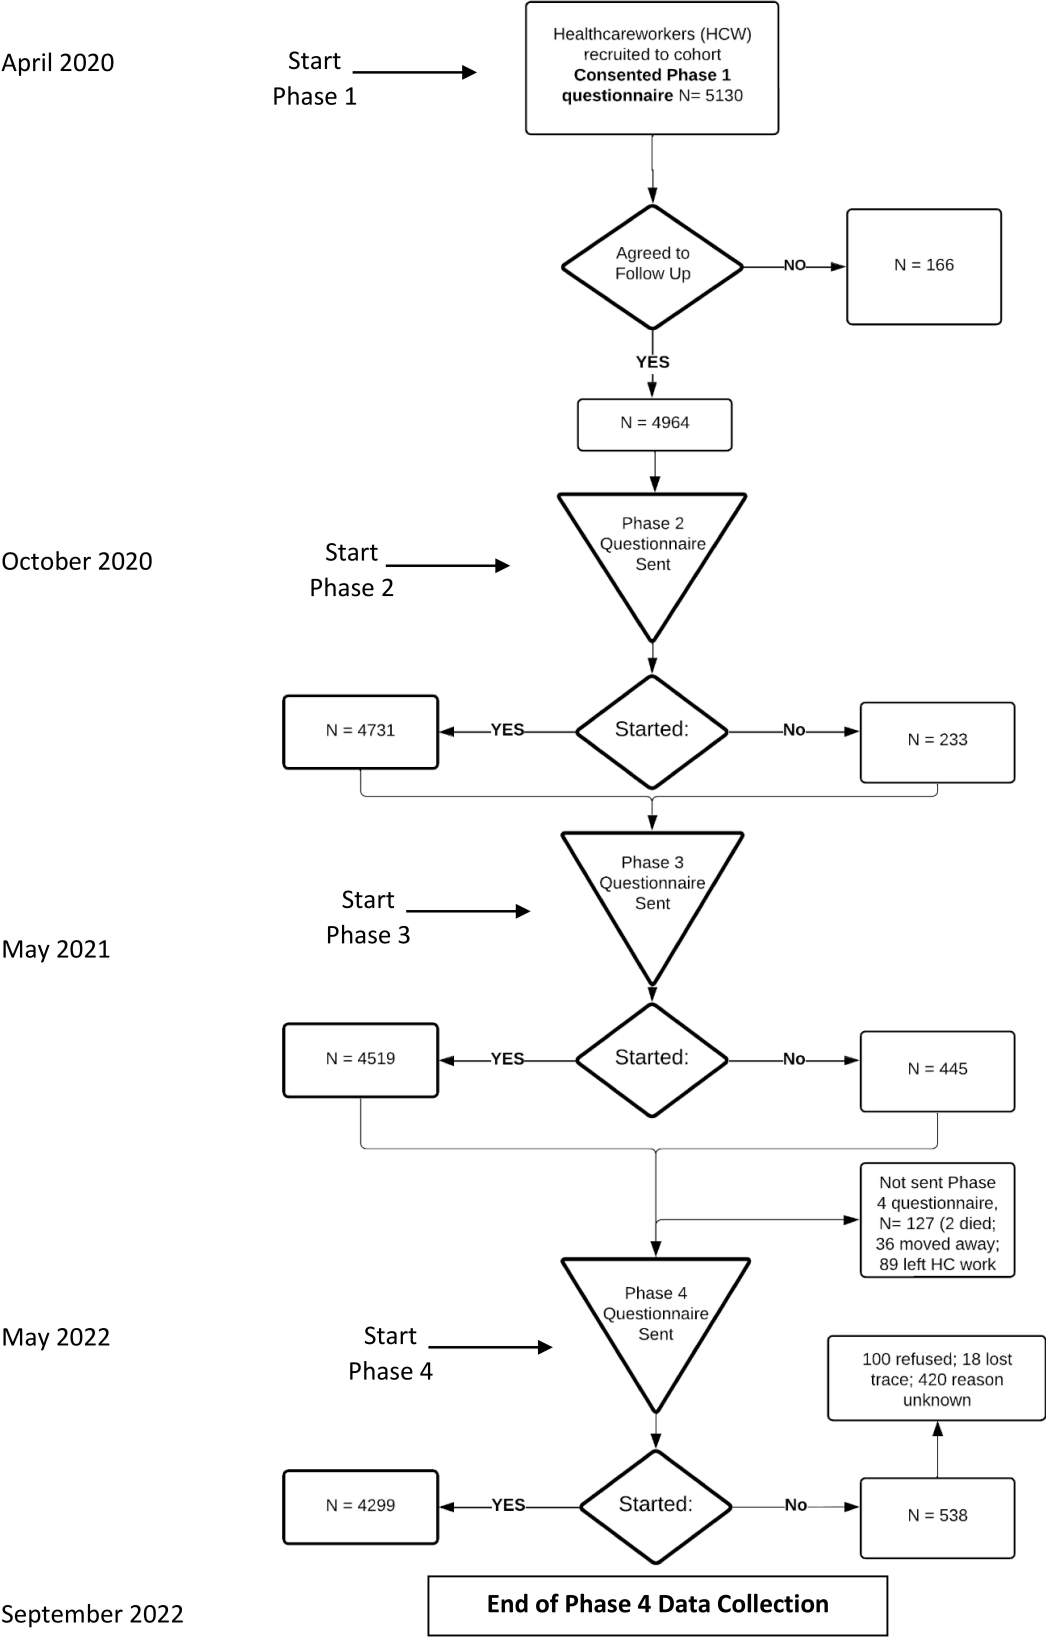 Healthcareworkers (HCW)
recruited to cohort
Consented Phase 1
questionnaire N= 5130
April 2020
Start
Phase 1
Agreed to
Follow Up
NO
N = 166
YES
N = 4964
Phase 2
Questionnaire
Sent
October 2020
Start
Phase 2
N = 4731
YES
Started:
No
N = 233
Phase 3
Questionnaire
Sent
Start
Phase 3
May 2021
N = 4519
YES
Started:
No
N = 445
Not sent Phase
4 questionnaire,
N= 127 (2 died;
36 moved away;
89 left HC work
Phase 4
Questionnaire
Sent
May 2022
Start
Phase 4
100 refused; 18 lost
trace; 420 reason
unknown
N = 4299
YES
Started:
No
N = 538
End of Phase 4 Data Collection
September 2022